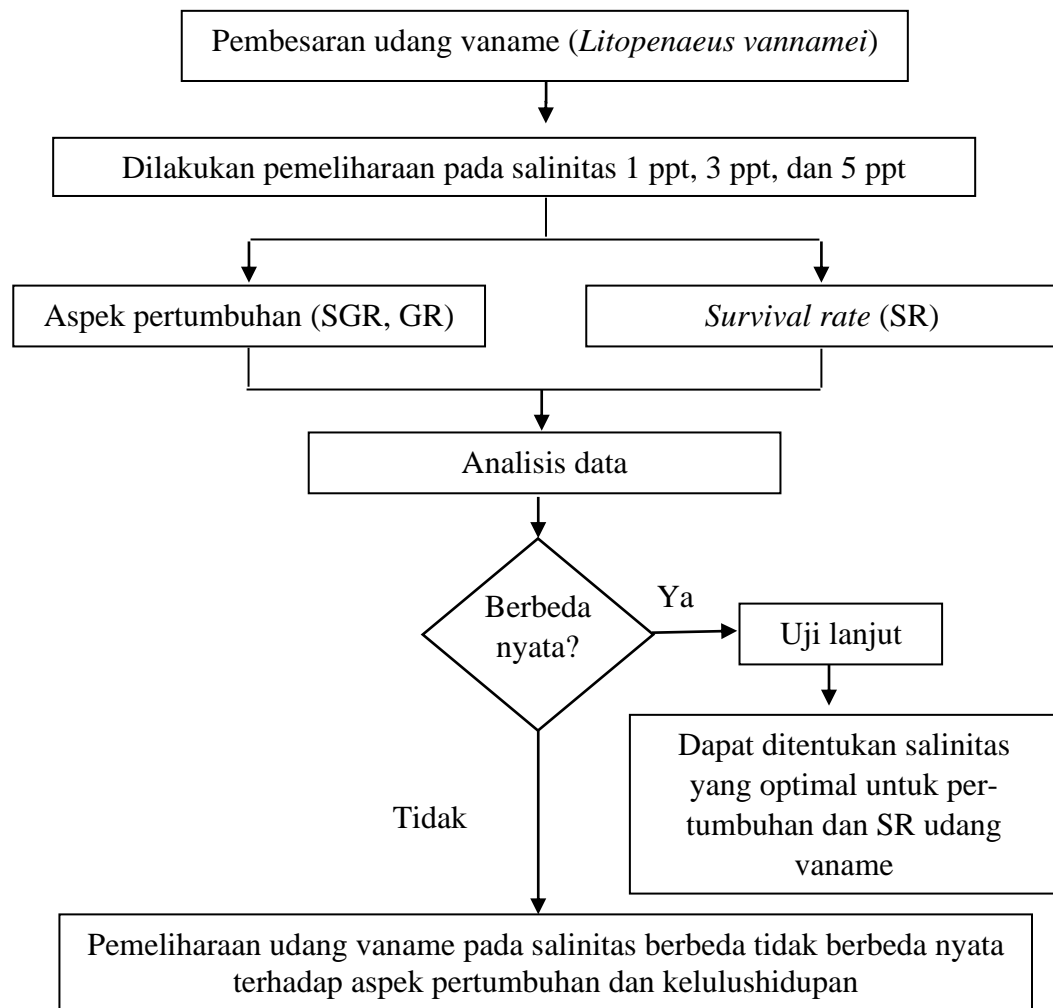 Pembesaran udang vaname (Litopenaeus vannamei)
Dilakukan pemeliharaan pada salinitas 1 ppt, 3 ppt, dan 5 ppt
Aspek pertumbuhan (SGR, GR)
Survival rate (SR)
Analisis data
Berbeda
nyata?
Ya
Uji lanjut
Dapat ditentukan salinitas
yang optimal untuk per-
tumbuhan dan SR udang
vaname
Tidak
Pemeliharaan udang vaname pada salinitas berbeda tidak berbeda nyata
terhadap aspek pertumbuhan dan kelulushidupan